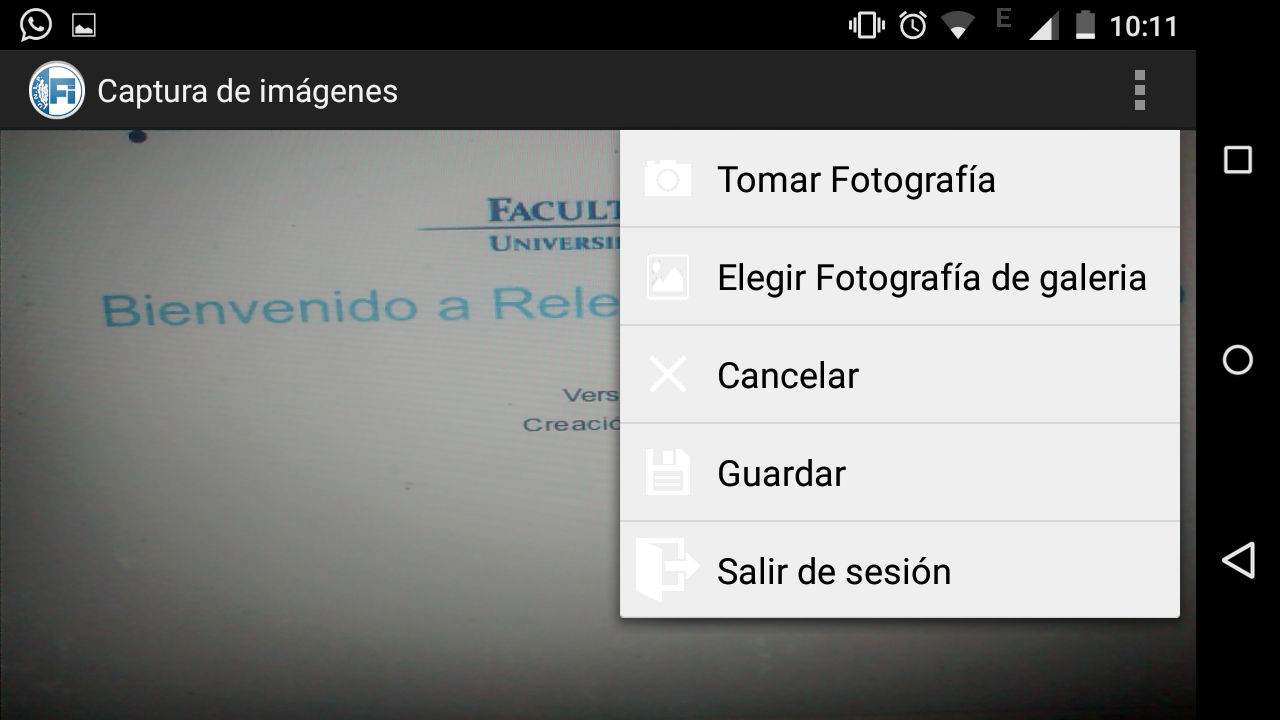 E
10:11
Fi
Captura de imágenes
Tomar Fotografía
FACULT
UNIVERSI
Elegir Fotografía de galeria
Bienvenido a Rele
Cancelar
Vers
Creació
Guardar
Salir de sesión